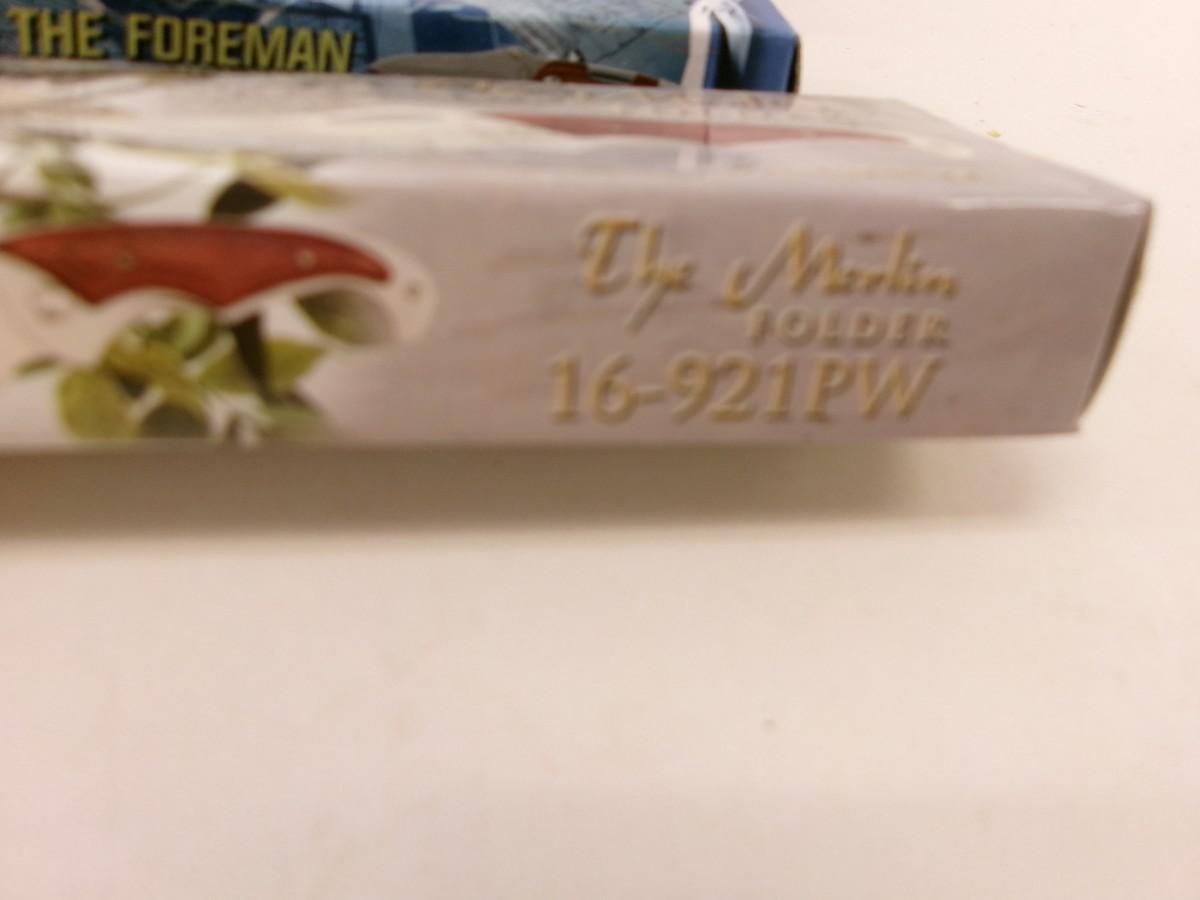 THE FOREMAN
The Merlin
FOLDER
16-921PW